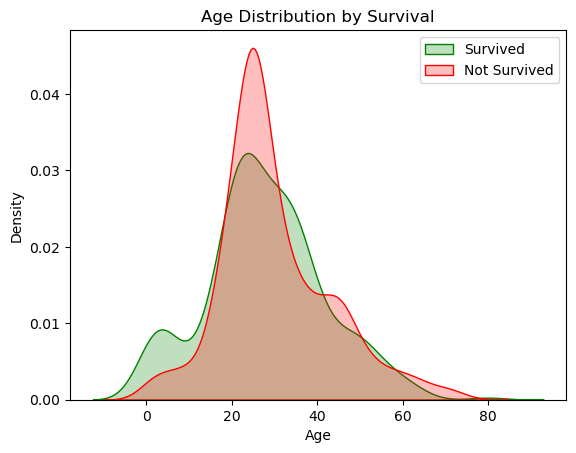 Age Distribution by Survival
Survived
Not Survived
0.04
0.03
0.02
0.01
0.00
Density
0 20 40 60 80
Age